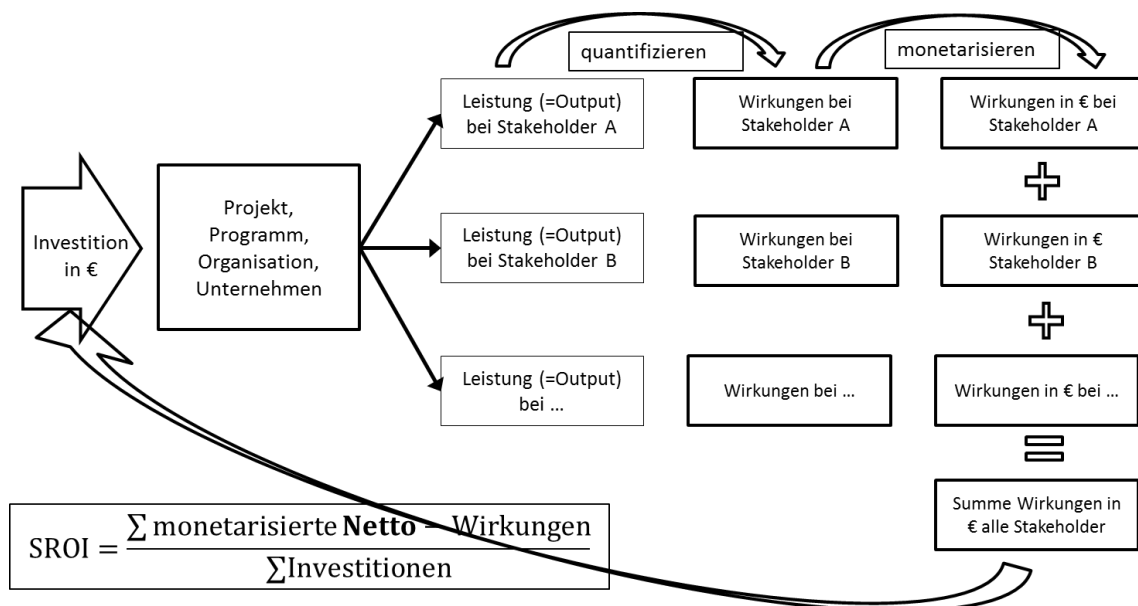 quantifizieren
monetarisieren
Leistung (=Output)
bei Stakeholder A
Wirkungen bei
Stakeholder A
Wirkungen in € bei
Stakeholder A
Investition
in €
Projekt,
Programm,
Organisation,
Unternehmen
Leistung (=Output)
bei Stakeholder B
Wirkungen bei
Stakeholder B
Wirkungen in €
Stakeholder B
Leistung (=Output)
bei ...
Wirkungen bei ...
Wirkungen in € bei ...
Summe Wirkungen in
€ alle Stakeholder
SROI = ∑ monetarisierte Netto – Wirkungen
∑Investitionen